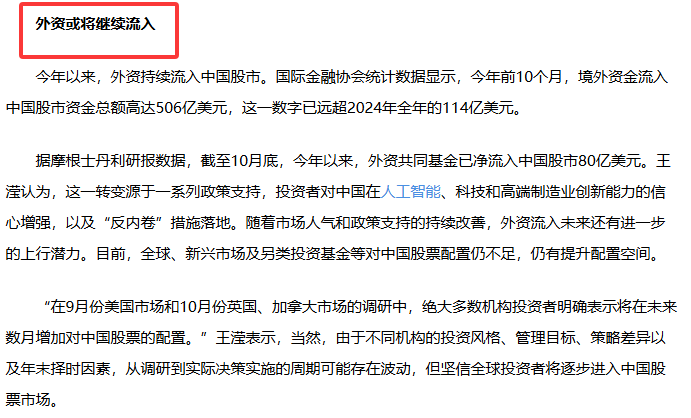 外资或将继续流入
今年以来，外资持续流入中国股市。国际金融协会统计数据显示，今年前10个月，境外资金流入
中国股市资金总额高达506亿美元，这一数字已远超2024年全年的114亿美元。
据摩根士丹利研报数据，截至10月底，今年以来，外资共同基金已净流入中国股市80亿美元。王
滢认为，这一转变源于一系列政策支持，投资者对中国在人工智能、科技和高端制造业创新能力的信
心增强，以及“反内卷”措施落地。随着市场人气和政策支持的持续改善，外资流入未来还有进一步
的上行潜力。目前，全球、新兴市场及另类投资基金等对中国股票配置仍不足，仍有提升配置空间。
“在9月份美国市场和10月份英国、加拿大市场的调研中，绝大多数机构投资者明确表示将在未来
数月增加对中国股票的配置。”王滢表示，当然，由于不同机构的投资风格、管理目标、策略差异以
及年末择时因素，从调研到实际决策实施的周期可能存在波动，但坚信全球投资者将逐步进入中国股
票市场。